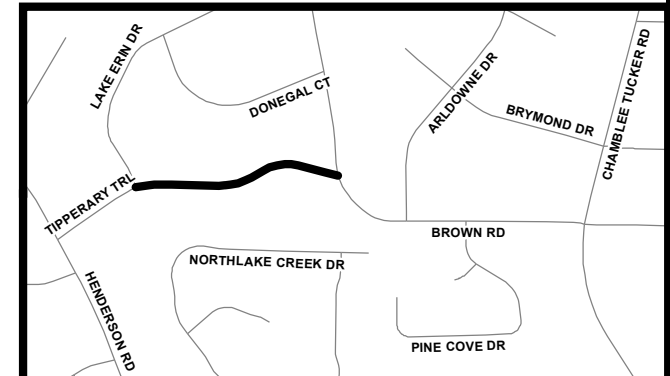 LAKE ERIN DR
DONEGAL CT
ARLDOWNE DR
BRYMOND DR
CHAMBLEE TUCKER RD
TIPPERARY TRL
BROWN RD
NORTHLAKE CREEK DR
HENDERSON RD
PINE COVE DR